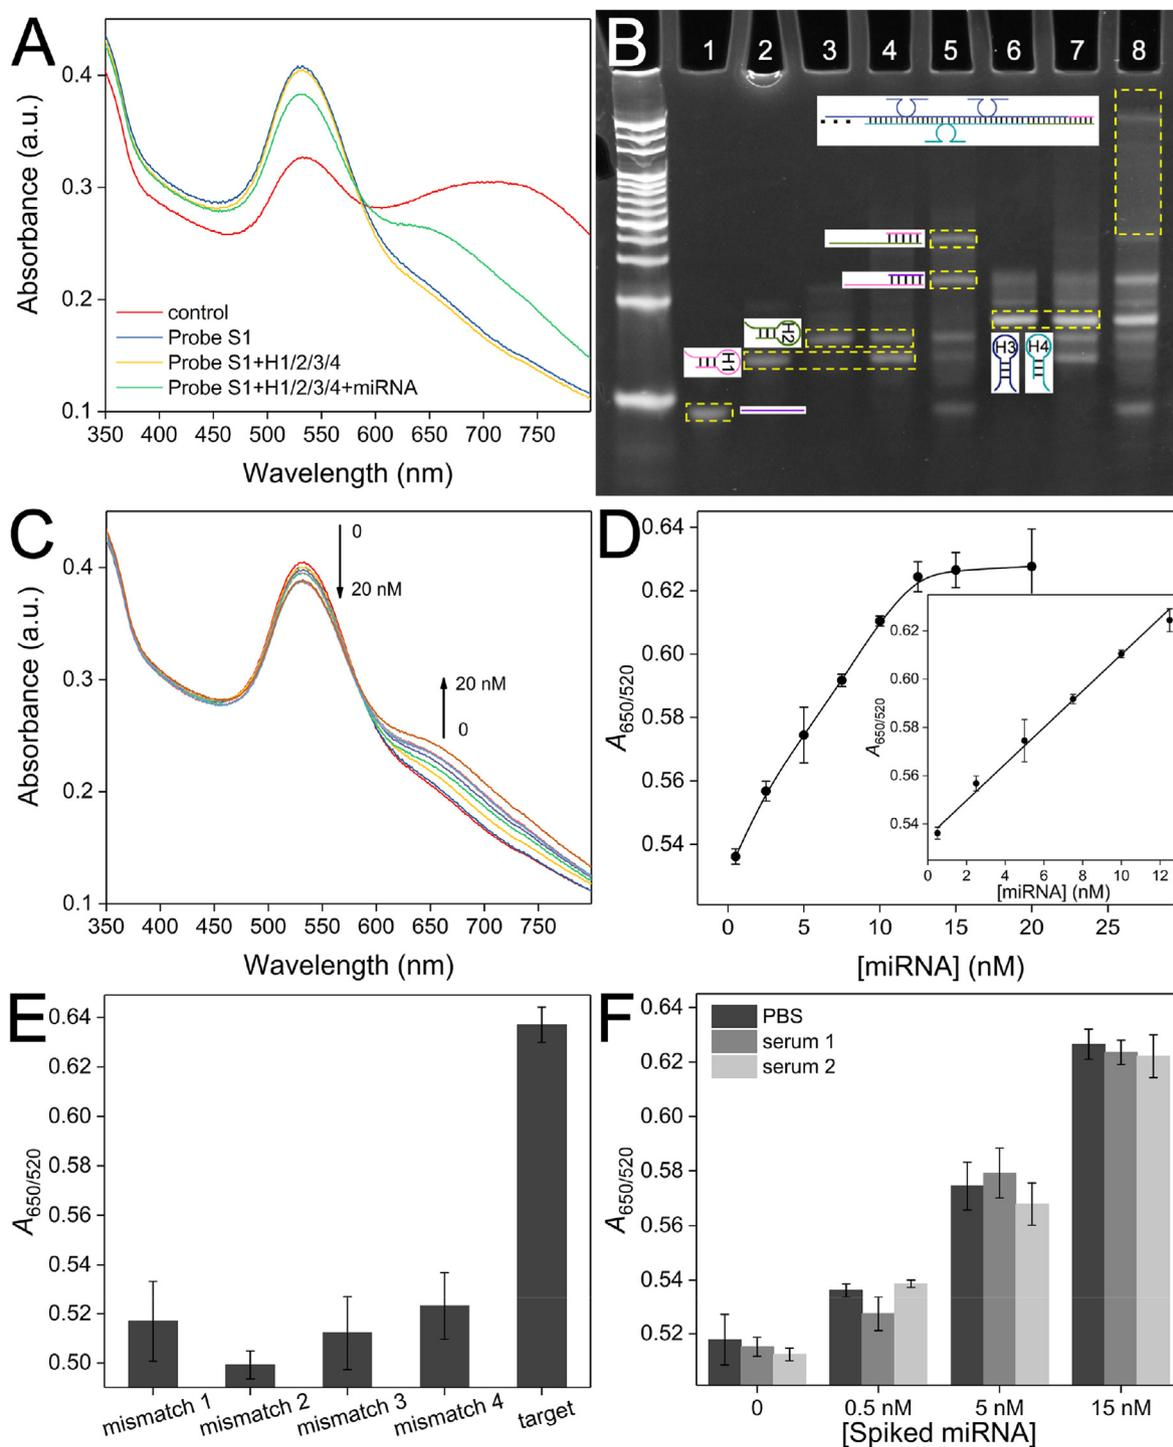 A
Absorbance (a.u.)
0.4
0.3
0.2
0.1
control
Probe S1
Probe S1+H1/2/3/4
Probe S1+H1/2/3/4+miRNA
350 400 450 500 550 600 650 700 750
Wavelength (nm)
B
1 2 3 4 5 6 7 8
H2
H1
H3 H4
C
Absorbance (a.u.)
0.4
0.3
0.2
0.1
0
20 nM
20 nM
0
350 400 450 500 550 600 650 700 750
Wavelength (nm)
D
A650/520
0.64
0.62
0.60
0.58
0.56
0.54
0 5 10 15 20 25
[miRNA] (nM)
A650/520
0.62
0.60
0.58
0.56
0.54
0 2 4 6 8 10 12
[miRNA] (nM)
E
A650/520
0.64
0.62
0.60
0.58
0.56
0.54
0.52
0.50
mismatch 1 mismatch 2 mismatch 3 mismatch 4 target
F
A650/520
0.64
0.62
0.60
0.58
0.56
0.54
0.52
PBS
serum 1
serum 2
0 0.5 nM 5 nM 15 nM
[Spiked miRNA]